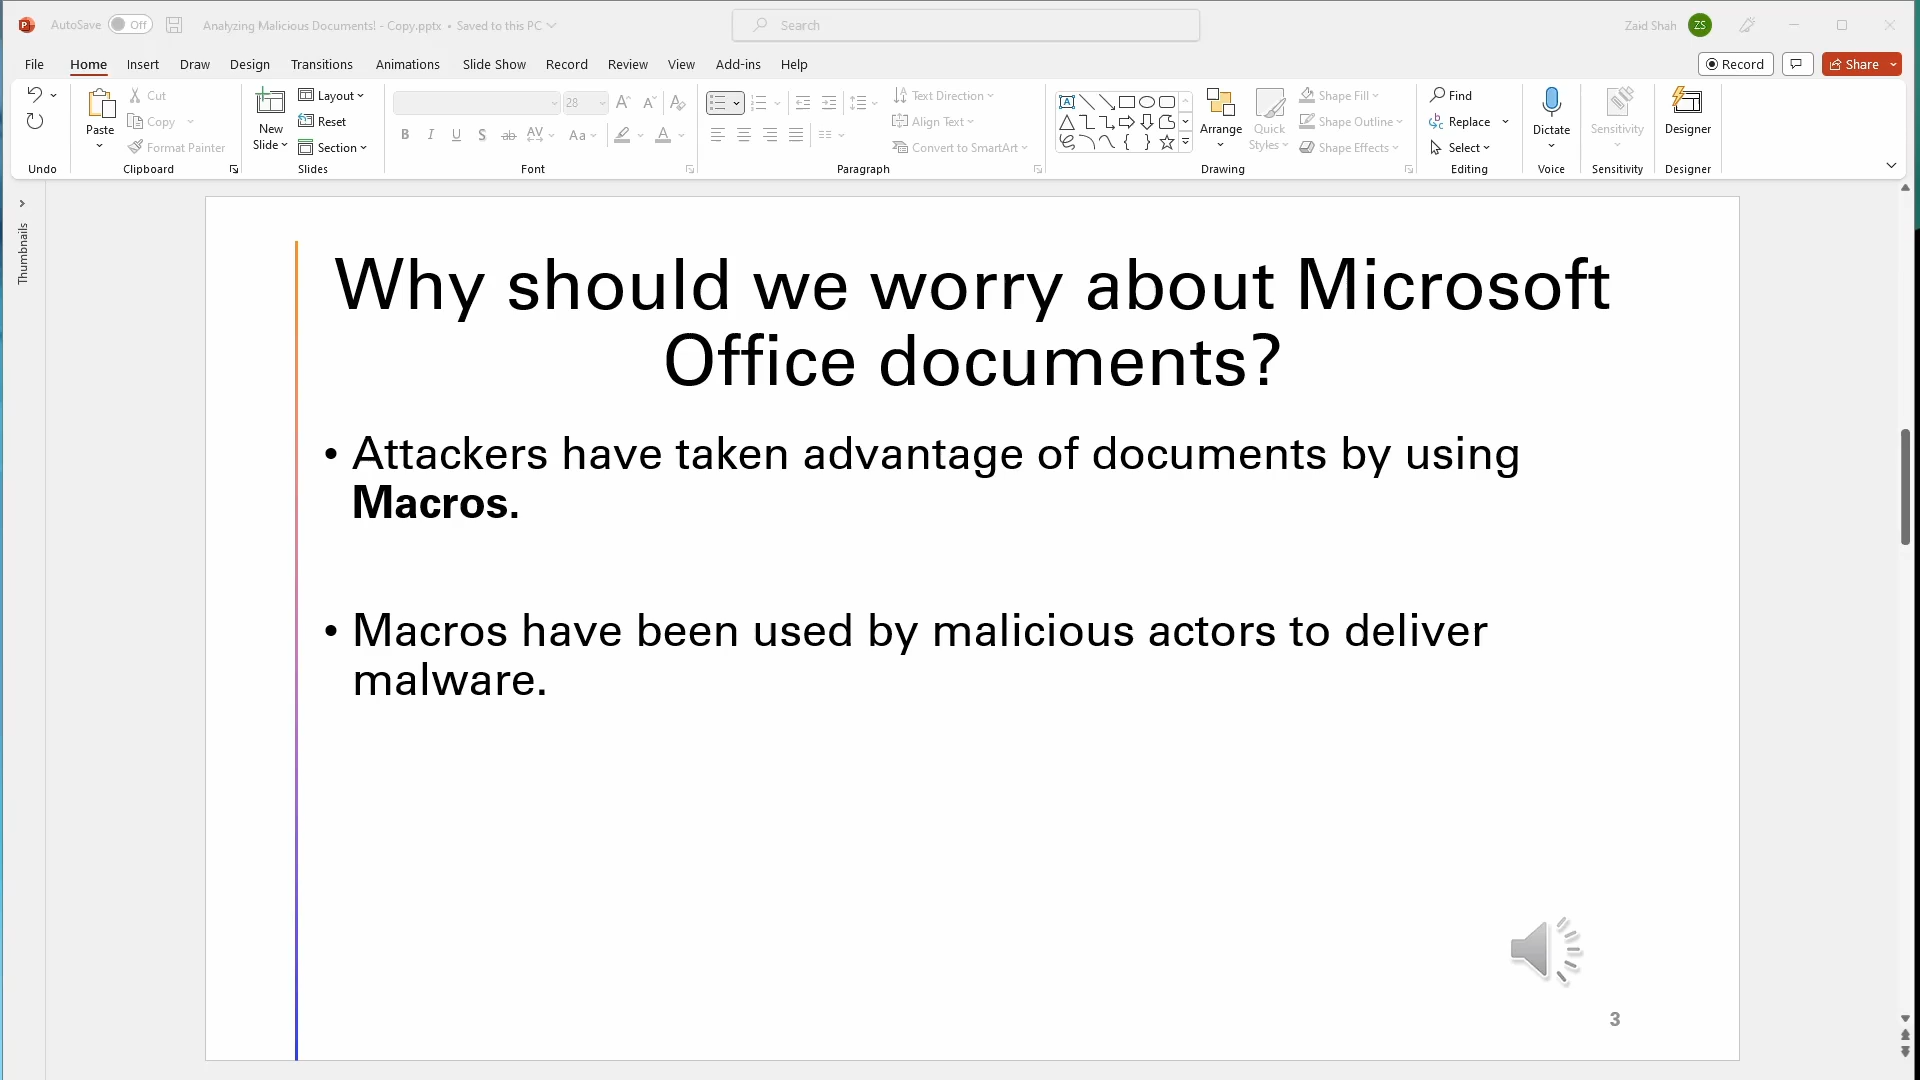 AutoSave Off Analyzing Malicious Documents! - Copy.pptx • Saved to this PC Search Zaid Shah ZS
File Home Insert Draw Design Transitions Animations Slide Show Record Review View Add-ins Help Record Share
Paste Cut Copy Format Painter
New Slide Layout Reset Section
28
B I U S ab AV Aa A
Text Direction Align Text Convert to SmartArt
Arrange Quick Styles Shape Fill Shape Outline Shape Effects
Find Replace Select
Dictate Sensitivity Designer
Undo Clipboard Slides Font Paragraph Drawing Editing Voice Sensitivity Designer
Thumbnails
Why should we worry about Microsoft
Office documents?
• Attackers have taken advantage of documents by using
Macros.
• Macros have been used by malicious actors to deliver
malware.
3